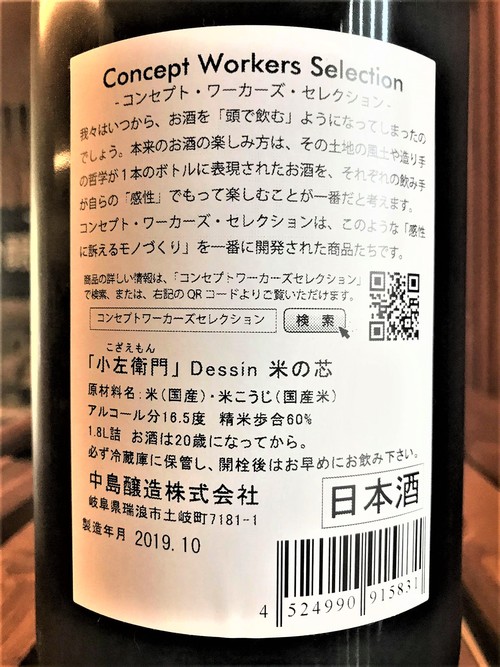 Concept Workers Selection
- コンセプト・ワーカーズ・セレクション -
我々はいつから、お酒を「頭で飲む」ようになってしまったの
でしょう。本来のお酒の楽しみ方は、その土地の風土や造り手
の哲学が1本のボトルに表現されたお酒を、それぞれの飲み手
が自らの「感性」でもって楽しむことが一番だと考えます。
コンセプト・ワーカーズ・セレクションは、このような「感性
に訴えるモノづくり」を一番に開発された商品たちです。
商品の詳しい情報は、「コンセプトワーカーズセレクション」
で検索、または、右記のQRコードよりご覧いただけます。
コンセプトワーカーズセレクション 検索
こざえもん
「小左衛門」Dessin 米の芯
原材料名:米(国産)・米こうじ(国産米)
アルコール分16.5度 精米歩合60%
1.8L詰 お酒は20歳になってから。
必ず冷蔵庫に保管し、開栓後はお早めにお飲み下さい。
中島醸造株式会社
岐阜県瑞浪市土岐町7181-1
日本酒
製造年月 2019.10
4 524990 915831